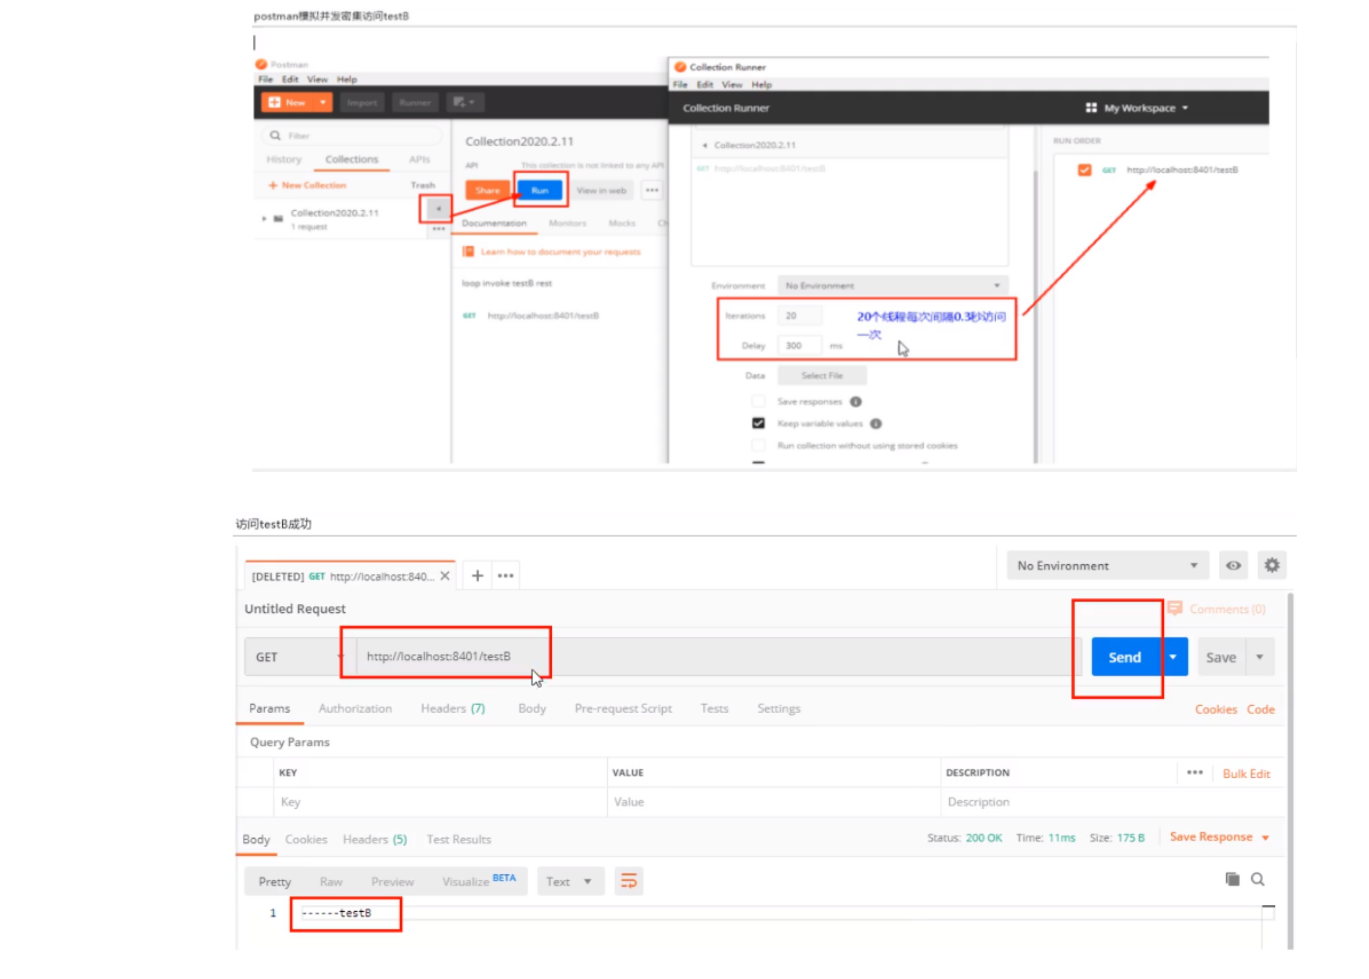 postman模拟并发密集访问testB
Postman
File Edit View Help
New Import Runner
Filter
History Collections APIs
New Collection Trash
Collection2020.2.11
1 request
Collection2020.2.11
API This collection is not linked to any API
Share Run View in web
Documentation Monitors Mocks
Learn how to document your requests
loop invoke testB rest
GET http://localhost:8401/testB
Collection Runner
File Edit View Help
Collection Runner My Workspace
Collection2020.2.11
GET http://localhost:8401/testB
RUN ORDER
GET http://localhost:8401/testB
Environment No Environment
Iterations 20
Delay 300 ms
20个线程每次间隔0.3秒访问
一次
Data Select File
Save responses
Keep variable values
Run collection without using stored cookies
访问testB成功
[DELETED] GET http://localhost:840...
No Environment
Untitled Request
Comments (0)
GET http://localhost:8401/testB
Send Save
Params Authorization Headers (7) Body Pre-request Script Tests Settings Cookies Code
Query Params
KEY VALUE DESCRIPTION Bulk Edit
Key Value Description
Body Cookies Headers (5) Test Results Status: 200 OK Time: 11ms Size: 175 B Save Response
Pretty Raw Preview Visualize BETA Text
1 ------testB